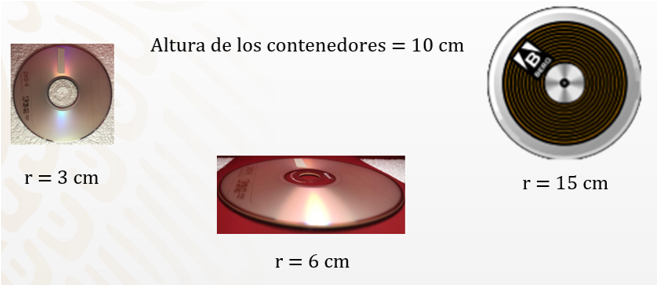 Altura de los contenedores = 10 cm
r = 3 cm
r = 15 cm
r = 6 cm
B